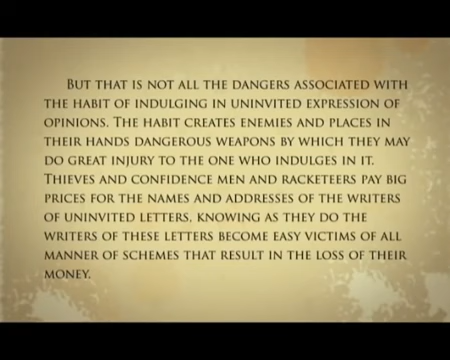 But that is not all the dangers associated with
the habit of indulging in uninvited expression of
opinions. The habit creates enemies and places in
their hands dangerous weapons by which they may
do great injury to the one who indulges in it.
Thieves and confidence men and racketeers pay big
prices for the names and addresses of the writers
of uninvited letters, knowing as they do the
writers of these letters become easy victims of all
manner of schemes that result in the loss of their
money.